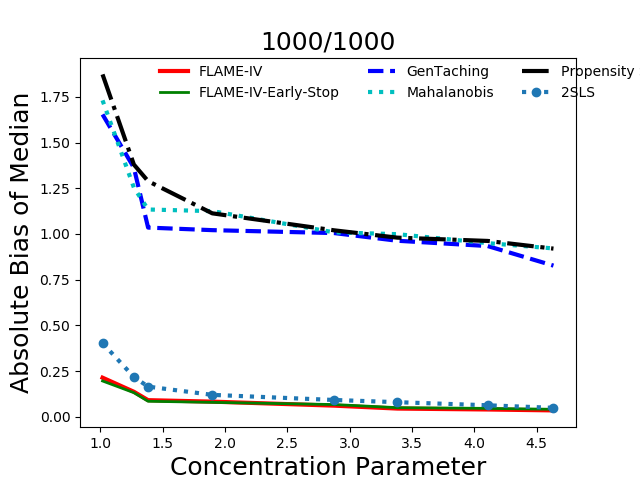 1000/1000
FLAME-IV
FLAME-IV-Early-Stop
GenTaching
Mahalanobis
Propensity
2SLS
Absolute Bias of Median
1.75
1.50
1.25
1.00
0.75
0.50
0.25
0.00
1.0 1.5 2.0 2.5 3.0 3.5 4.0 4.5
Concentration Parameter